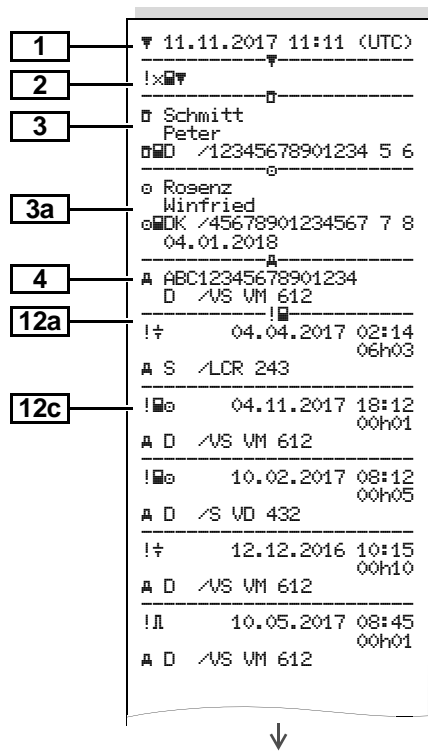 1
▼ 11.11.2017 11:11 (UTC)
▼
2
!x▼
3
Schmitt
Peter
D /12345678901234 5 6
3a
o Rogenz
Winfried
oDK /45678901234567 7 8
04.01.2018
4
A ABC12345678901234
D /VS VM 612
12a
!
!÷ 04.04.2017 02:14
06h03
A S /LCR 243
12c
!o 04.11.2017 18:12
00h01
A D /VS VM 612
!o 10.02.2017 08:12
00h05
A D /S VD 432
!÷ 12.12.2016 10:15
00h10
A D /VS VM 612
!Л 10.05.2017 08:45
00h01
A D /VS VM 612